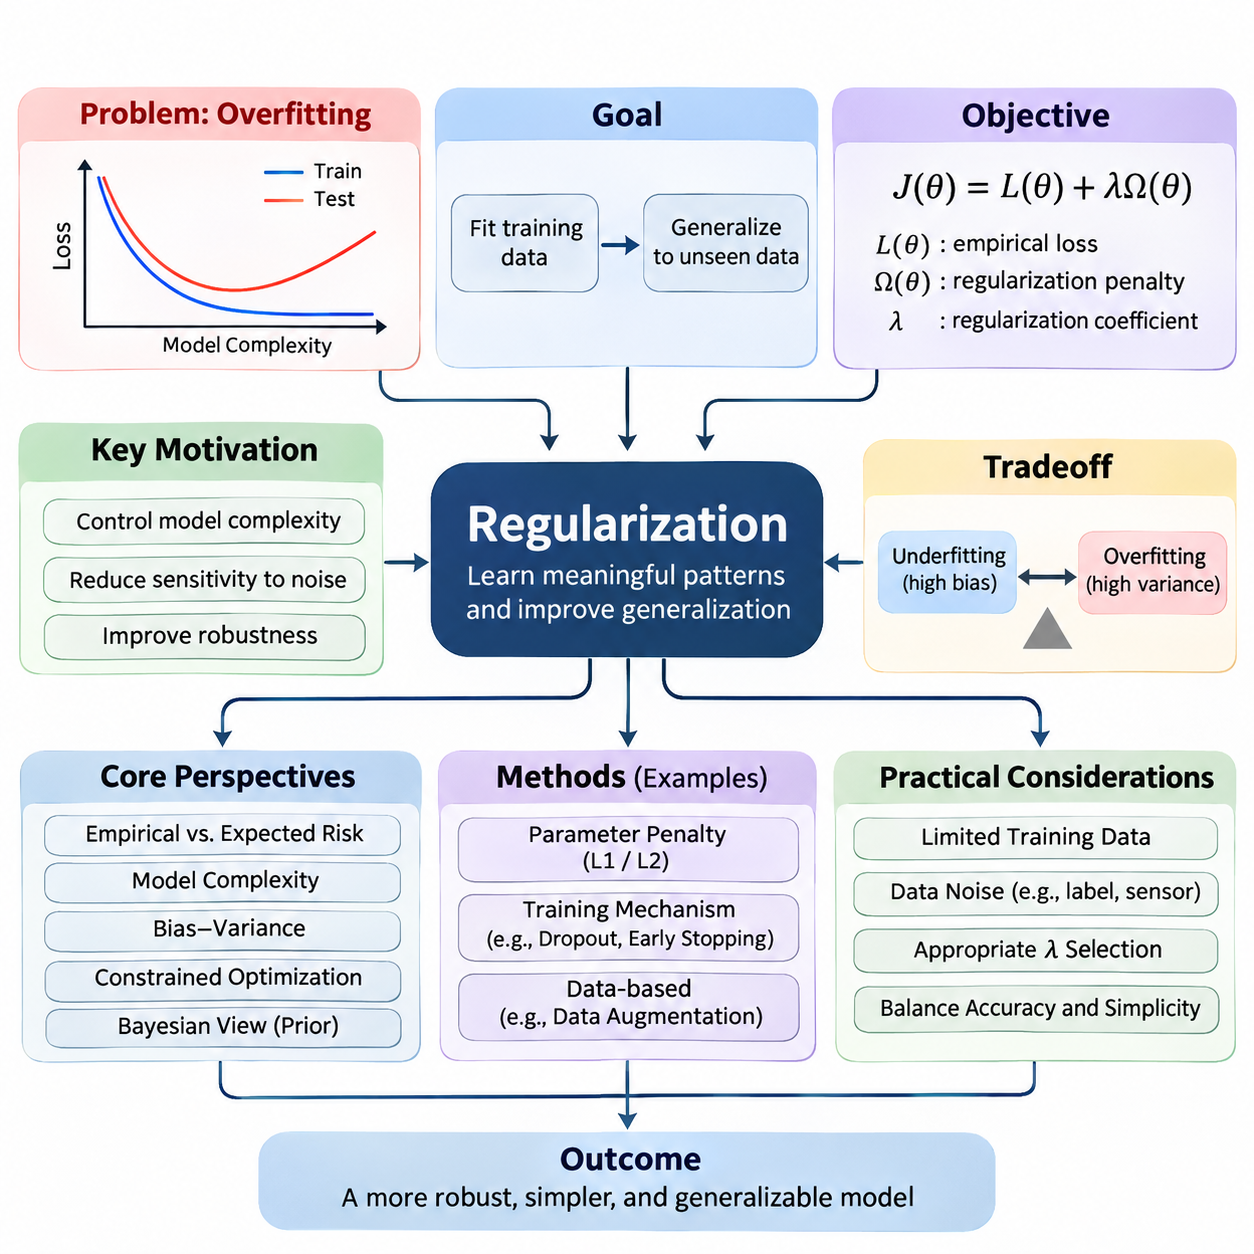 Problem: Overfitting
Train
Test
Loss
Model Complexity
Goal
Fit training
data
Generalize
to unseen data
Objective
J(θ) = L(θ) + λΩ(θ)
L(θ) : empirical loss
Ω(θ) : regularization penalty
λ : regularization coefficient
Key Motivation
Control model complexity
Reduce sensitivity to noise
Improve robustness
Regularization
Learn meaningful patterns
and improve generalization
Tradeoff
Underfitting
(high bias)
Overfitting
(high variance)
Core Perspectives
Empirical vs. Expected Risk
Model Complexity
Bias–Variance
Constrained Optimization
Bayesian View (Prior)
Methods (Examples)
Parameter Penalty
(L1 / L2)
Training Mechanism
(e.g., Dropout, Early Stopping)
Data-based
(e.g., Data Augmentation)
Practical Considerations
Limited Training Data
Data Noise (e.g., label, sensor)
Appropriate λ Selection
Balance Accuracy and Simplicity
Outcome
A more robust, simpler, and generalizable model